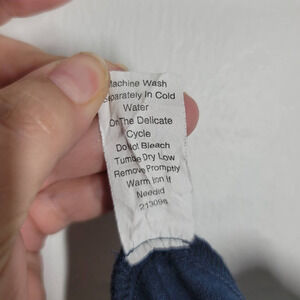 Machine Wash
Separately In Cold
Water
On The Delicate
Cycle
Do Not Bleach
Tumble Dry Low
Remove Promptly
Warm Iron If
Needed
213096